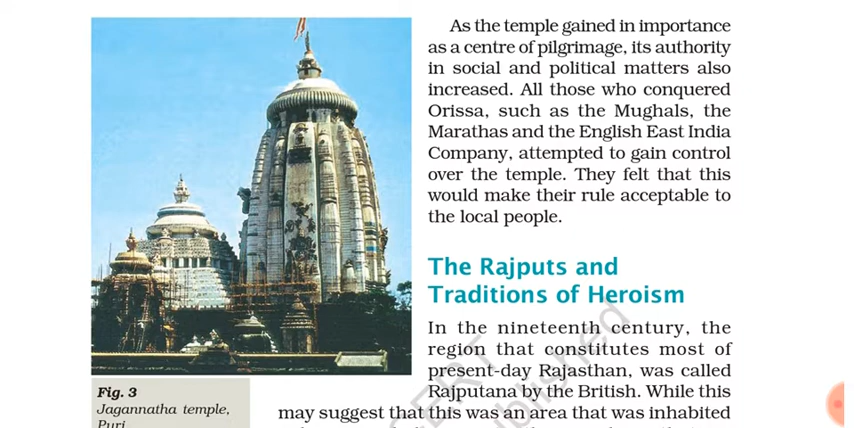 As the temple gained in importance
as a centre of pilgrimage, its authority
in social and political matters also
increased. All those who conquered
Orissa, such as the Mughals, the
Marathas and the English East India
Company, attempted to gain control
over the temple. They felt that this
would make their rule acceptable to
the local people.
The Rajputs and
Traditions of Heroism
In the nineteenth century, the
region that constitutes most of
present-day Rajasthan, was called
Rajputana by the British. While this
may suggest that this was an area that was inhabited
Fig. 3
Jagannatha temple,
Puri